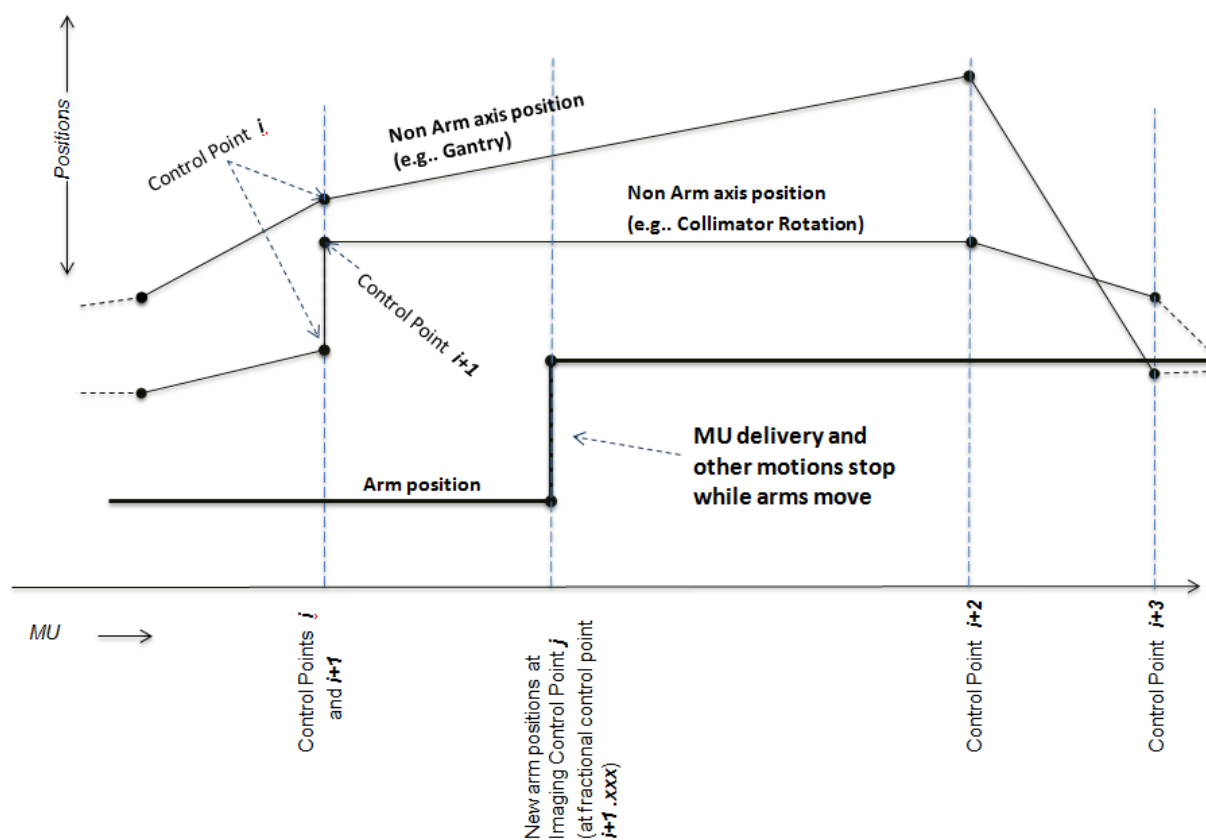 Positions
Control Point i
Non Arm axis position
(e.g.. Gantry)
Non Arm axis position
(e.g.. Collimator Rotation)
Control Point i+1
Arm position
MU delivery and
other motions stop
while arms move
MU
Control Points i
and i+1
New arm positions at
Imaging Control Point j
(at fractional control point
i+1 .xxx)
Control Point i+2
Control Point i+3